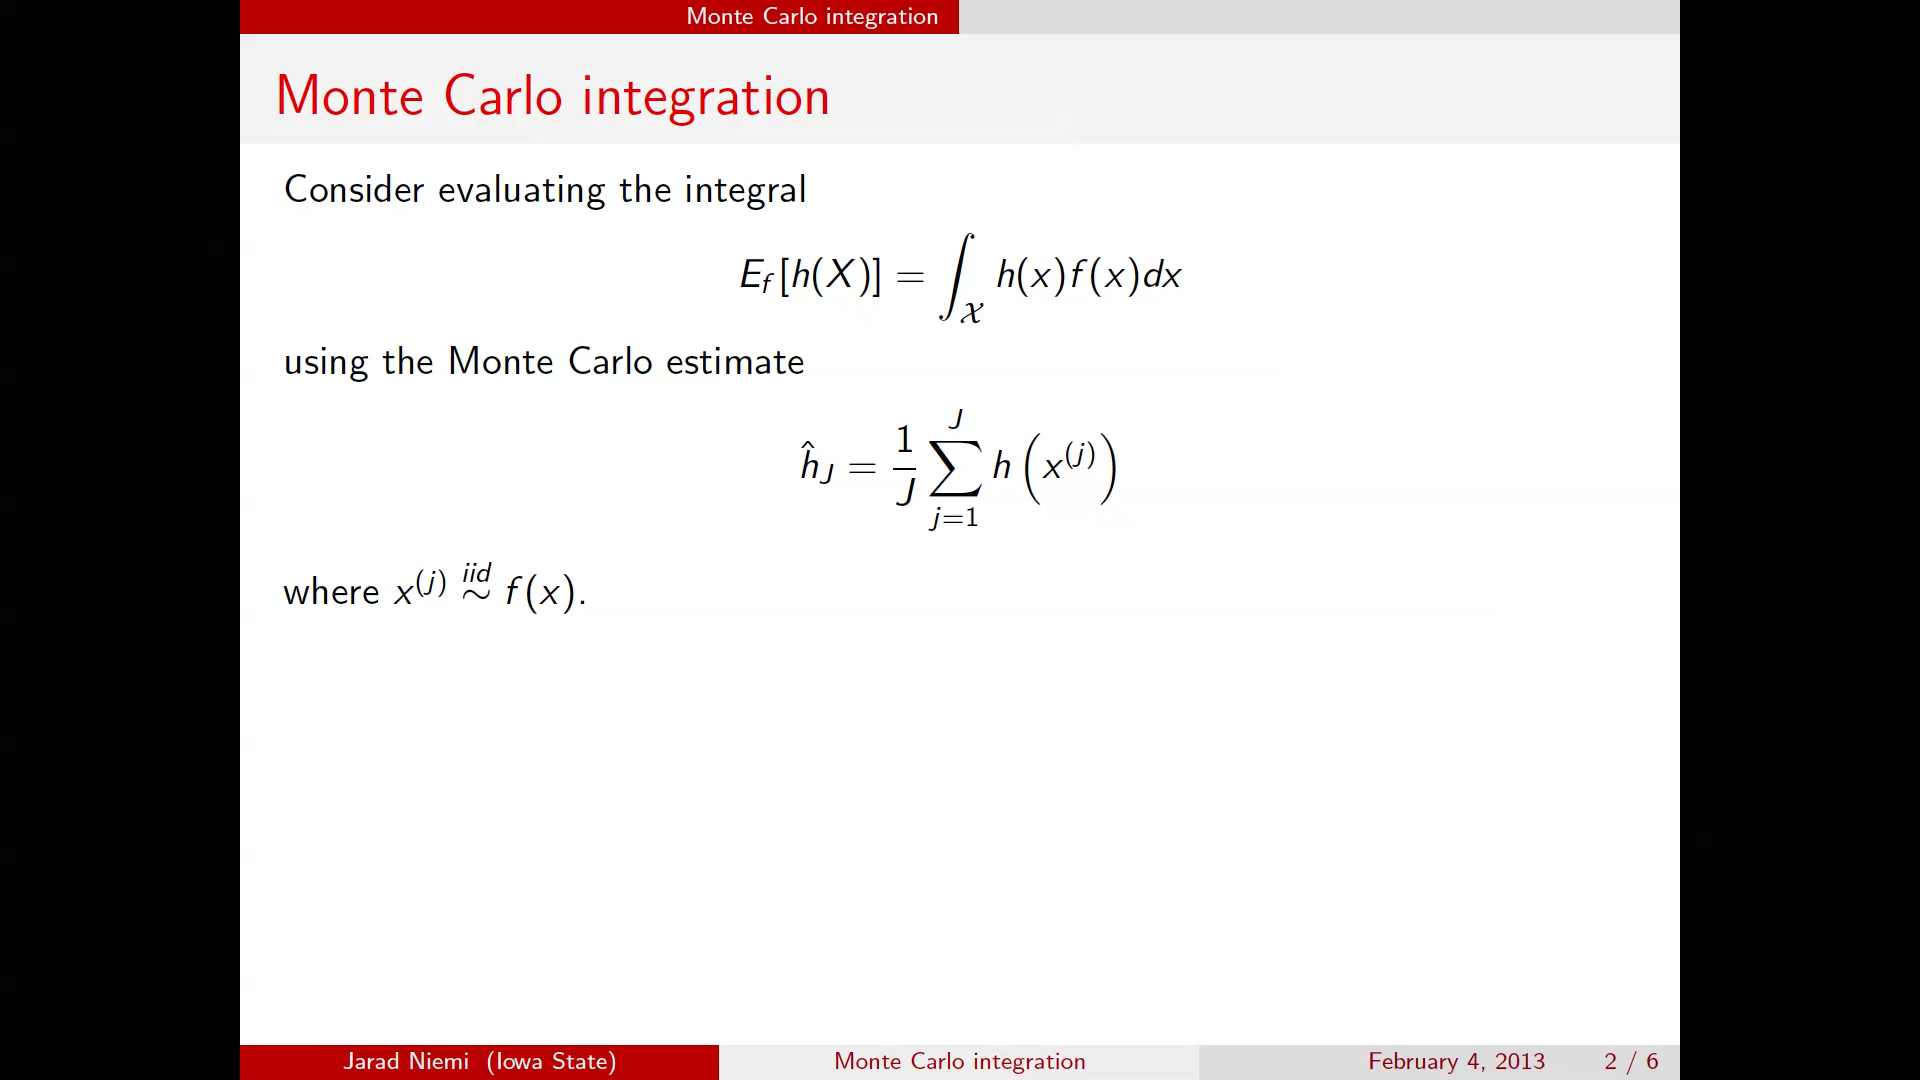 Monte Carlo integration
Monte Carlo integration
Consider evaluating the integral
E_f[h(X)] = ∫_𝒳 h(x)f(x)dx
using the Monte Carlo estimate
ĥ_J = 1/J ∑_{j=1}^{J} h(x^{(j)})
where x^{(j)} iid ∼ f(x).
Jarad Niemi (Iowa State) Monte Carlo integration February 4, 2013 2 / 6